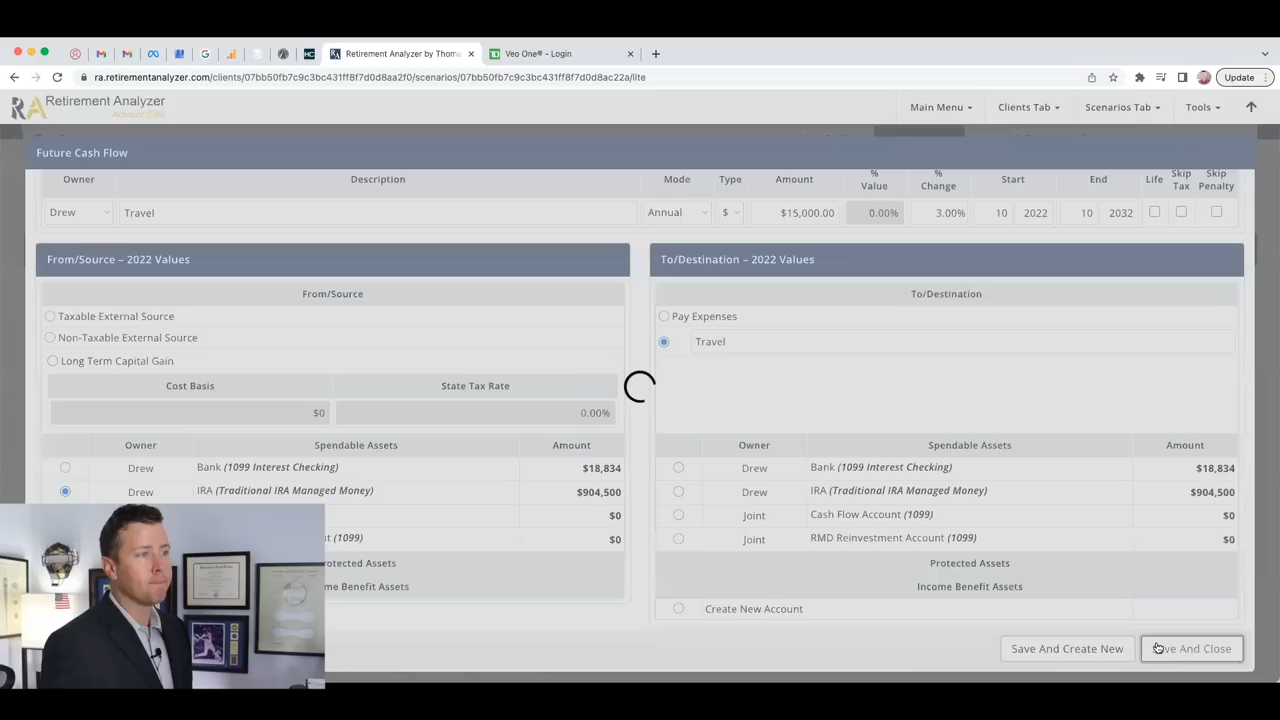 Retirement Analyzer by Thoma
Veo One® - Login
ra.retirementanalyzer.com/clients/07bb50fb7c9c3bc431ff8f7d0d8aa2f0/scenarios/07bb50fb7c9c3bc431ff8f7d0d8ac22a/lite
Update
RA Retirement Analyzer
Main Menu Clients Tab Scenarios Tab Tools
Future Cash Flow
Owner Description Mode Type Amount % Value % Change Start End Life Skip Tax Skip Penalty
Drew Travel Annual $ $15,000.00 0.00% 3.00% 10 2022 10 2032
From/Source – 2022 Values
From/Source
Taxable External Source
Non-Taxable External Source
Long Term Capital Gain
Cost Basis State Tax Rate
$0 0.00%
Owner Spendable Assets Amount
Drew Bank (1099 Interest Checking) $18,834
Drew IRA (Traditional IRA Managed Money) $904,500
$0
t (1099) $0
Protected Assets
me Benefit Assets
To/Destination – 2022 Values
To/Destination
Pay Expenses
Travel
Owner Spendable Assets Amount
Drew Bank (1099 Interest Checking) $18,834
Drew IRA (Traditional IRA Managed Money) $904,500
Joint Cash Flow Account (1099) $0
Joint RMD Reinvestment Account (1099) $0
Protected Assets
Income Benefit Assets
Create New Account
Save And Create New
ve And Close